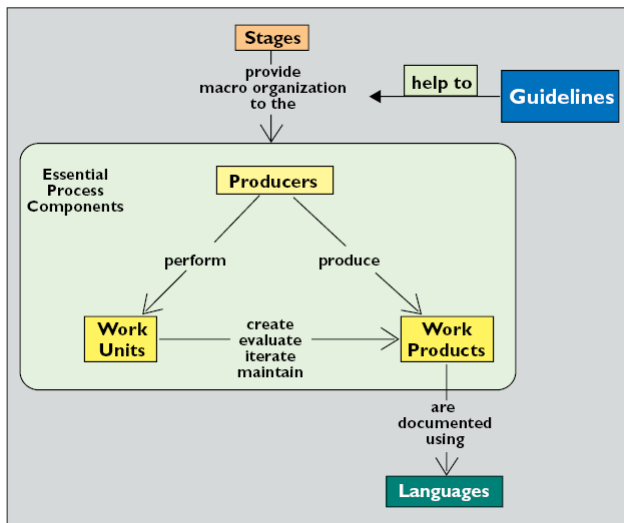 Stages
provide
macro organization
to the
help to
Guidelines
Essential
Process
Components
Producers
perform
produce
Work
Units
create
evaluate
iterate
maintain
Work
Products
are
documented
using
Languages